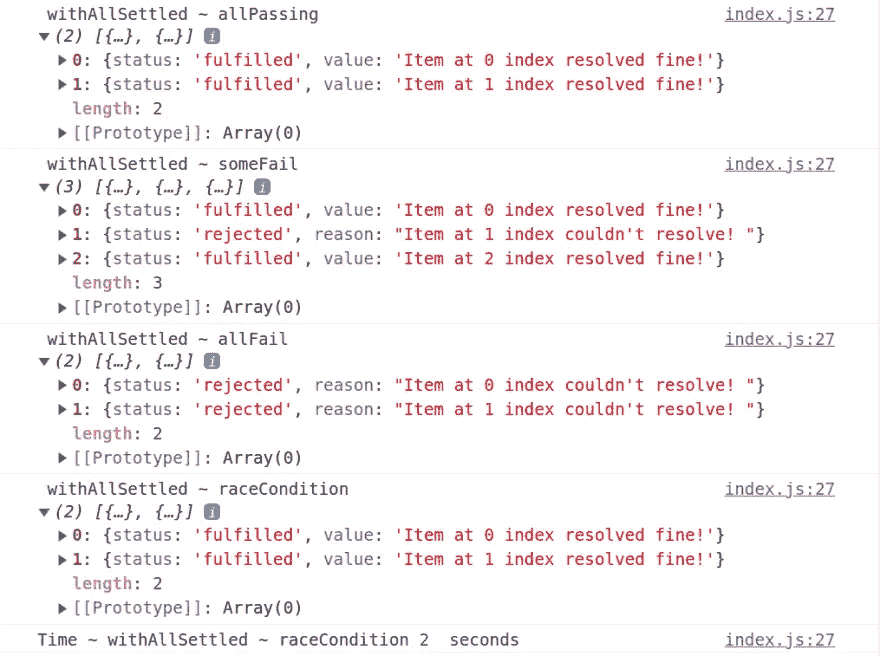 withAllSettled ~ allPassing index.js:27
▼(2) [{…}, {…}] i
▶0: {status: 'fulfilled', value: 'Item at 0 index resolved fine!'}
▶1: {status: 'fulfilled', value: 'Item at 1 index resolved fine!'}
length: 2
▶[[Prototype]]: Array(0)
withAllSettled ~ someFail index.js:27
▼(3) [{…}, {…}, {…}] i
▶0: {status: 'fulfilled', value: 'Item at 0 index resolved fine!'}
▶1: {status: 'rejected', reason: "Item at 1 index couldn't resolve! "}
▶2: {status: 'fulfilled', value: 'Item at 2 index resolved fine!'}
length: 3
▶[[Prototype]]: Array(0)
withAllSettled ~ allFail index.js:27
▼(2) [{…}, {…}] i
▶0: {status: 'rejected', reason: "Item at 0 index couldn't resolve! "}
▶1: {status: 'rejected', reason: "Item at 1 index couldn't resolve! "}
length: 2
▶[[Prototype]]: Array(0)
withAllSettled ~ raceCondition index.js:27
▼(2) [{…}, {…}] i
▶0: {status: 'fulfilled', value: 'Item at 0 index resolved fine!'}
▶1: {status: 'fulfilled', value: 'Item at 1 index resolved fine!'}
length: 2
▶[[Prototype]]: Array(0)
Time ~ withAllSettled ~ raceCondition 2  seconds index.js:27